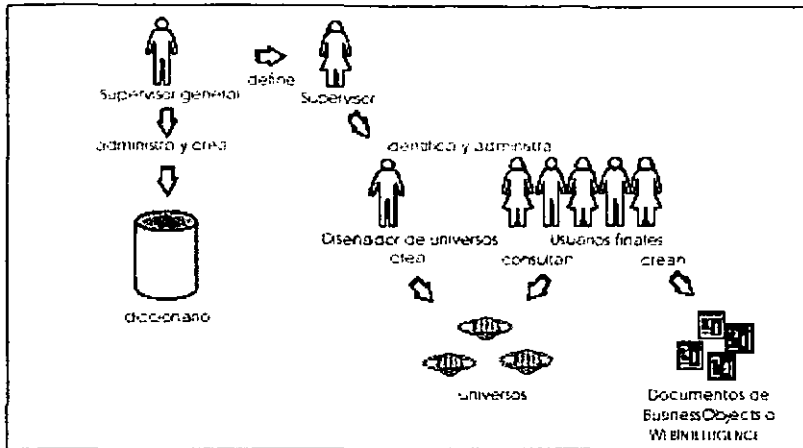 Supervisor general
define
Supervisor
administra y crea
identifica y administra
diccionario
Diseñador de universos
crea
Usuarios finales
consultan
crean
universos
Documentos de
BusinessObjects o
WEBINTELLIGENCE